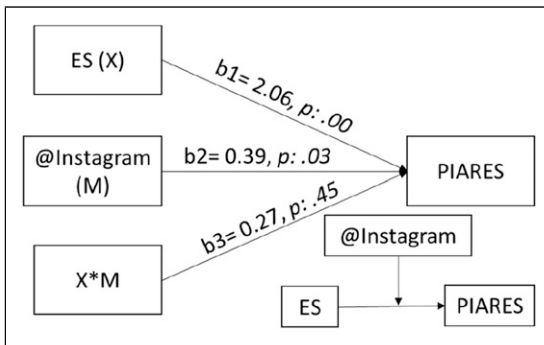 ES (X)
b1= 2.06, p: .00
@Instagram
(M)
b2= 0.39, p: .03
PIARES
b3= 0.27, p: .45
X*M
@Instagram
ES
PIARES